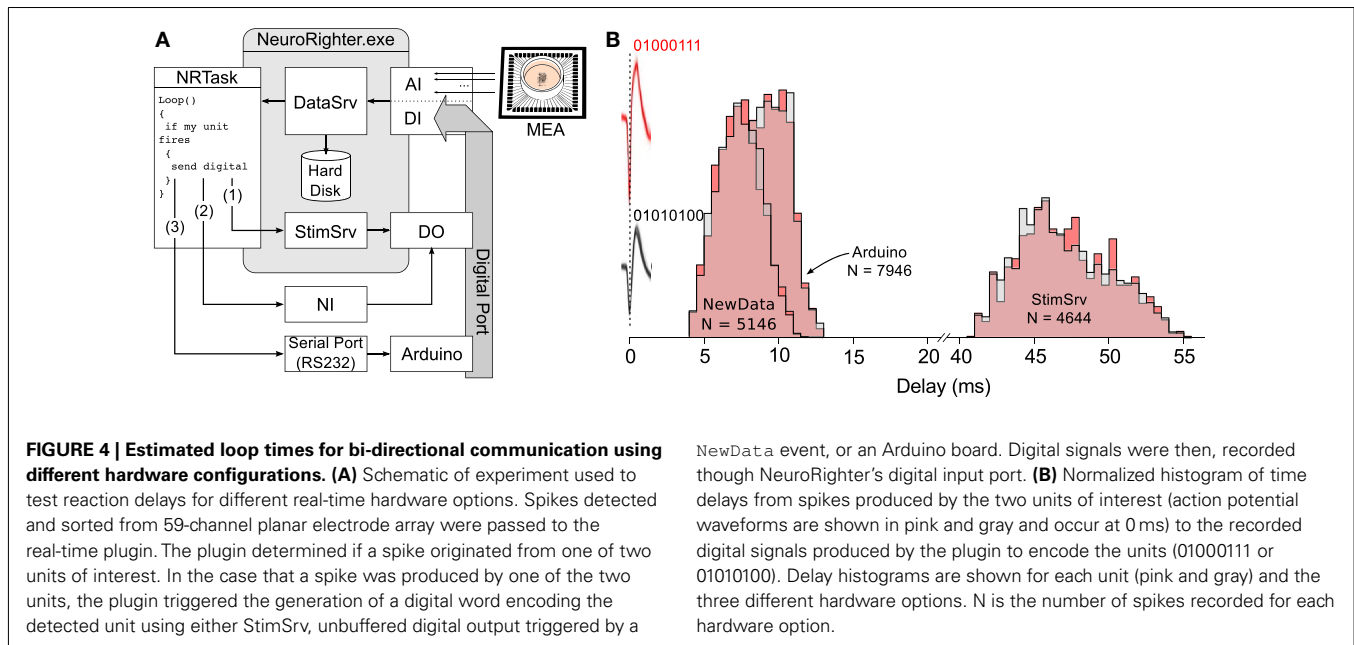 A
NeuroRighter.exe
NRTask
Loop()
{
if my unit
fires
{
send digital
}
}
(1)
(2)
(3)
DataSrv
Hard
Disk
StimSrv
NI
Serial Port
(RS232)
Arduino
AI
...
DI
DO
MEA
Digital Port
B
01000111
01010100
NewData
N = 5146
Arduino
N = 7946
StimSrv
N = 4644
0 5 10 15 20 40 45 50 55
Delay (ms)
FIGURE 4 | Estimated loop times for bi-directional communication using
different hardware configurations. (A) Schematic of experiment used to
test reaction delays for different real-time hardware options. Spikes detected
and sorted from 59-channel planar electrode array were passed to the
real-time plugin. The plugin determined if a spike originated from one of two
units of interest. In the case that a spike was produced by one of the two
units, the plugin triggered the generation of a digital word encoding the
detected unit using either StimSrv, unbuffered digital output triggered by a
NewData event, or an Arduino board. Digital signals were then, recorded
though NeuroRighter's digital input port. (B) Normalized histogram of time
delays from spikes produced by the two units of interest (action potential
waveforms are shown in pink and gray and occur at 0 ms) to the recorded
digital signals produced by the plugin to encode the units (01000111 or
01010100). Delay histograms are shown for each unit (pink and gray) and the
three different hardware options. N is the number of spikes recorded for each
hardware option.